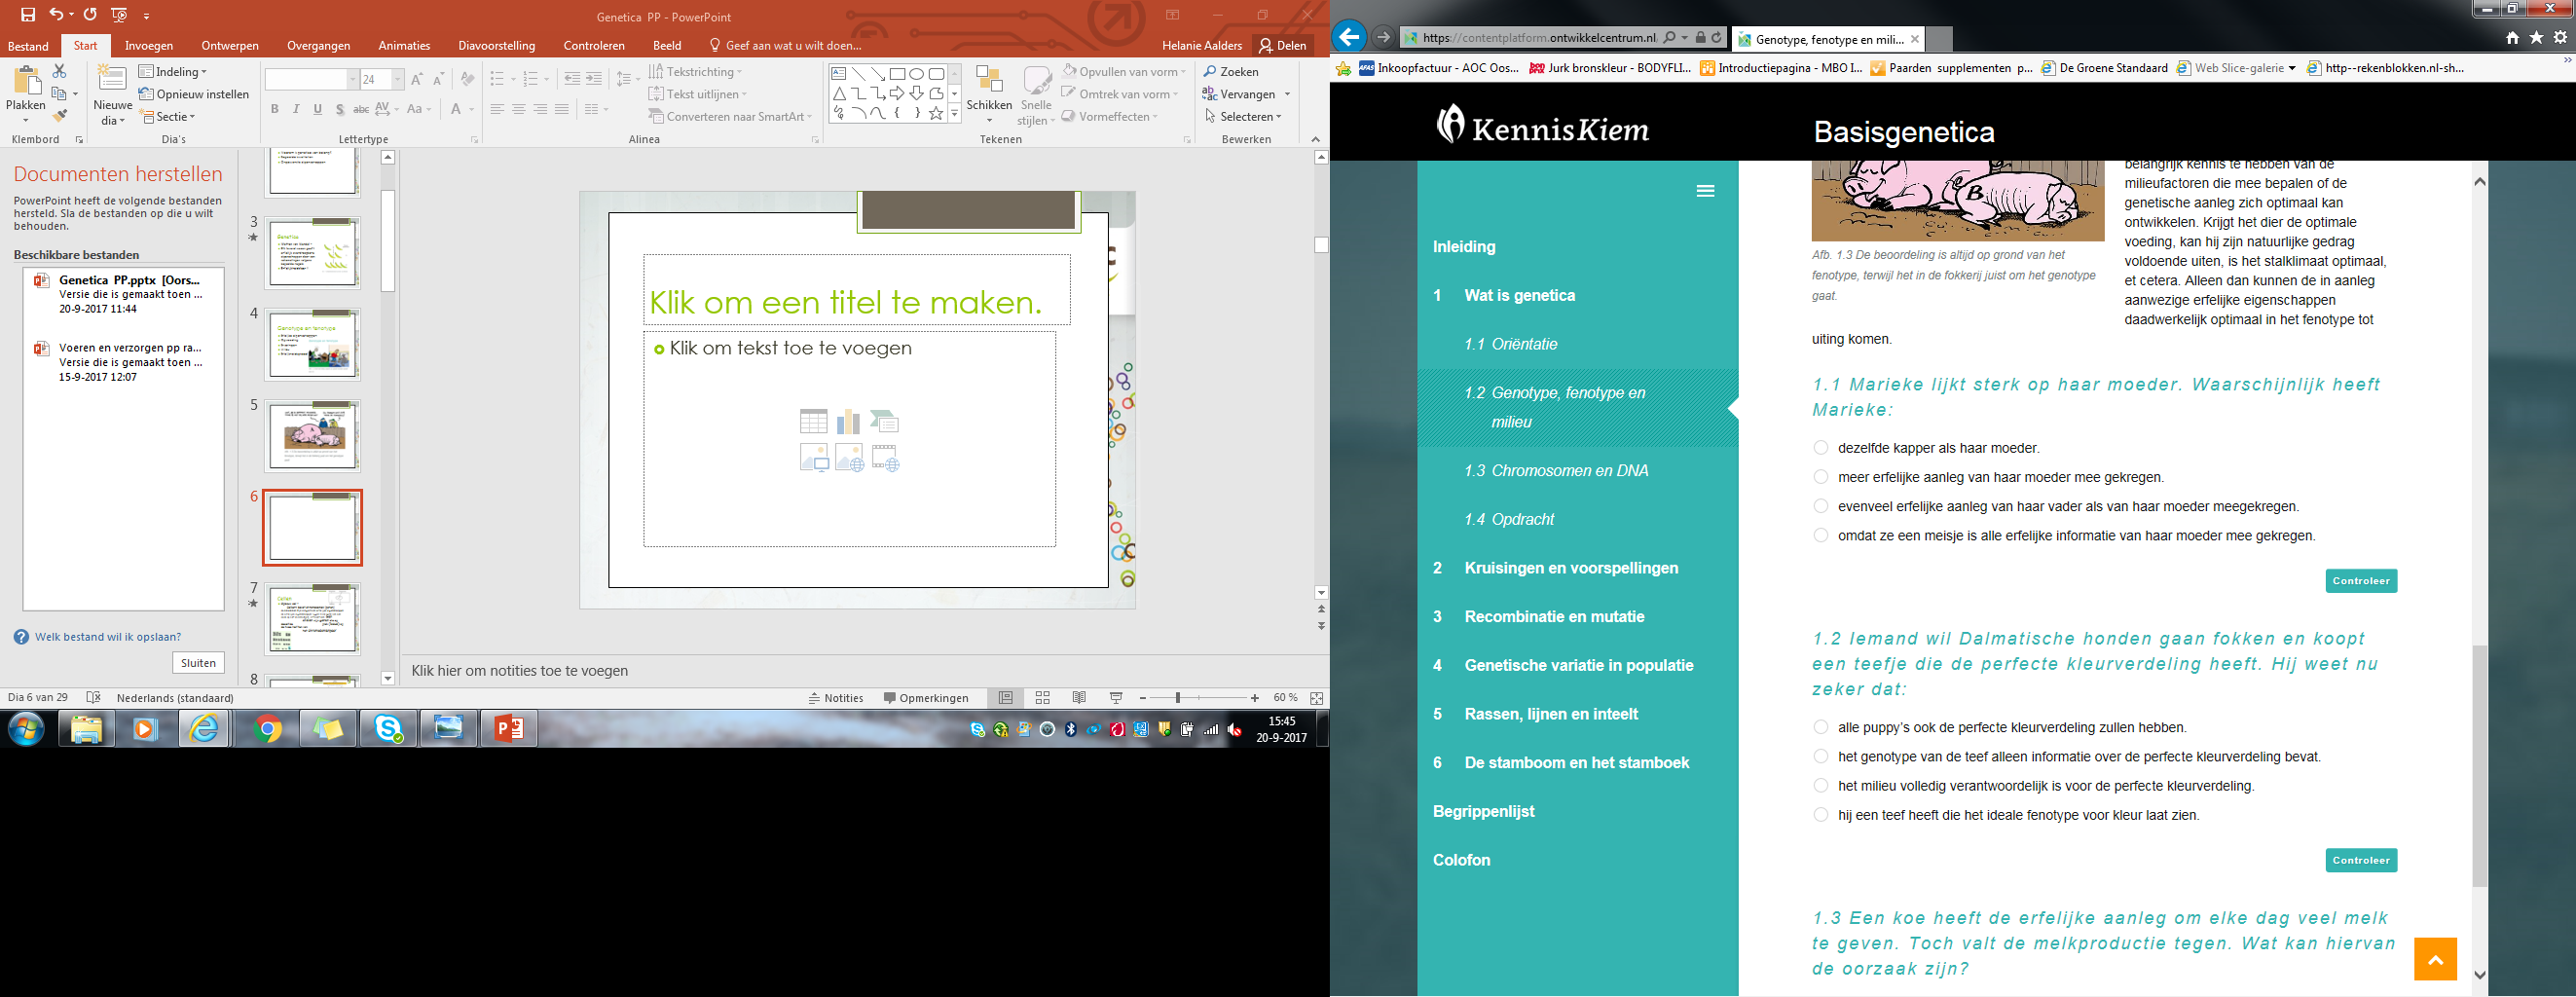 Genetica PP - PowerPoint
Bestand
Start
Invoegen
Ontwerpen
Overgangen
Animaties
Diavoorstelling
Controleren
Beeld
Geef aan wat u wilt doen...
Helanie Aalders
Delen
Plakken
Klembord
Nieuwe
dia
Indeling
Opnieuw instellen
Sectie
Dia's
24
Lettertype
Tekstrichting
Tekst uitlijnen
Converteren naar SmartArt
Alinea
Schikken
Snelle
stijlen
Opvullen van vorm
Omtrek van vorm
Vormeffecten
Tekenen
Zoeken
Vervangen
Selecteren
Bewerken
Documenten herstellen
PowerPoint heeft de volgende bestanden
hersteld. Sla de bestanden op die u wilt
behouden.
Beschikbare bestanden
Genetica PP.pptx [Oors...
Versie die is gemaakt toen ...
20-9-2017 11:44
Voeren en verzorgen pp ra...
Versie die is gemaakt toen ...
15-9-2017 12:07
Welk bestand wil ik opslaan?
Sluiten
3
4
Genotype en fenotype
5
6
7
8
Klik om een titel te maken.
Klik om tekst toe te voegen
Klik hier om notities toe te voegen
Dia 6 van 29
Nederlands (standaard)
Notities
Opmerkingen
60 %
15:45
20-9-2017
https://contentplatform.ontwikkelcentrum.nl
Genotype, fenotype en mili...
Inkoopfactuur - AOC Oos...
Jurk bronskleur - BODYFLI...
Introductiepagina - MBO I...
Paarden supplementen p...
De Groene Standaard
Web Slice-galerie
http--rekenblokken.nl-sh...
KennisKiem
Basisgenetica
Inleiding
1 Wat is genetica
1.1 Oriëntatie
1.2 Genotype, fenotype en
milieu
1.3 Chromosomen en DNA
1.4 Opdracht
2 Kruisingen en voorspellingen
3 Recombinatie en mutatie
4 Genetische variatie in populatie
5 Rassen, lijnen en inteelt
6 De stamboom en het stamboek
Begrippenlijst
Colofon
B
Afb. 1.3 De beoordeling is altijd op grond van het
fenotype, terwijl het in de fokkerij juist om het genotype
gaat.
belangrijk kennis te hebben van de
milieufactoren die mee bepalen of de
genetische aanleg zich optimaal kan
ontwikkelen. Krijgt het dier de optimale
voeding, kan hij zijn natuurlijke gedrag
voldoende uiten, is het stalklimaat optimaal,
et cetera. Alleen dan kunnen de in aanleg
aanwezige erfelijke eigenschappen
daadwerkelijk optimaal in het fenotype tot
uiting komen.
1.1 Marieke lijkt sterk op haar moeder. Waarschijnlijk heeft
Marieke:
dezelfde kapper als haar moeder.
meer erfelijke aanleg van haar moeder mee gekregen.
evenveel erfelijke aanleg van haar vader als van haar moeder meegekregen.
omdat ze een meisje is alle erfelijke informatie van haar moeder mee gekregen.
Controleer
1.2 Iemand wil Dalmatische honden gaan fokken en koopt
een teefje die de perfecte kleurverdeling heeft. Hij weet nu
zeker dat:
alle puppy's ook de perfecte kleurverdeling zullen hebben.
het genotype van de teef alleen informatie over de perfecte kleurverdeling bevat.
het milieu volledig verantwoordelijk is voor de perfecte kleurverdeling.
hij een teef heeft die het ideale fenotype voor kleur laat zien.
Controleer
1.3 Een koe heeft de erfelijke aanleg om elke dag veel melk
te geven. Toch valt de melkproductie tegen. Wat kan hiervan
de oorzaak zijn?